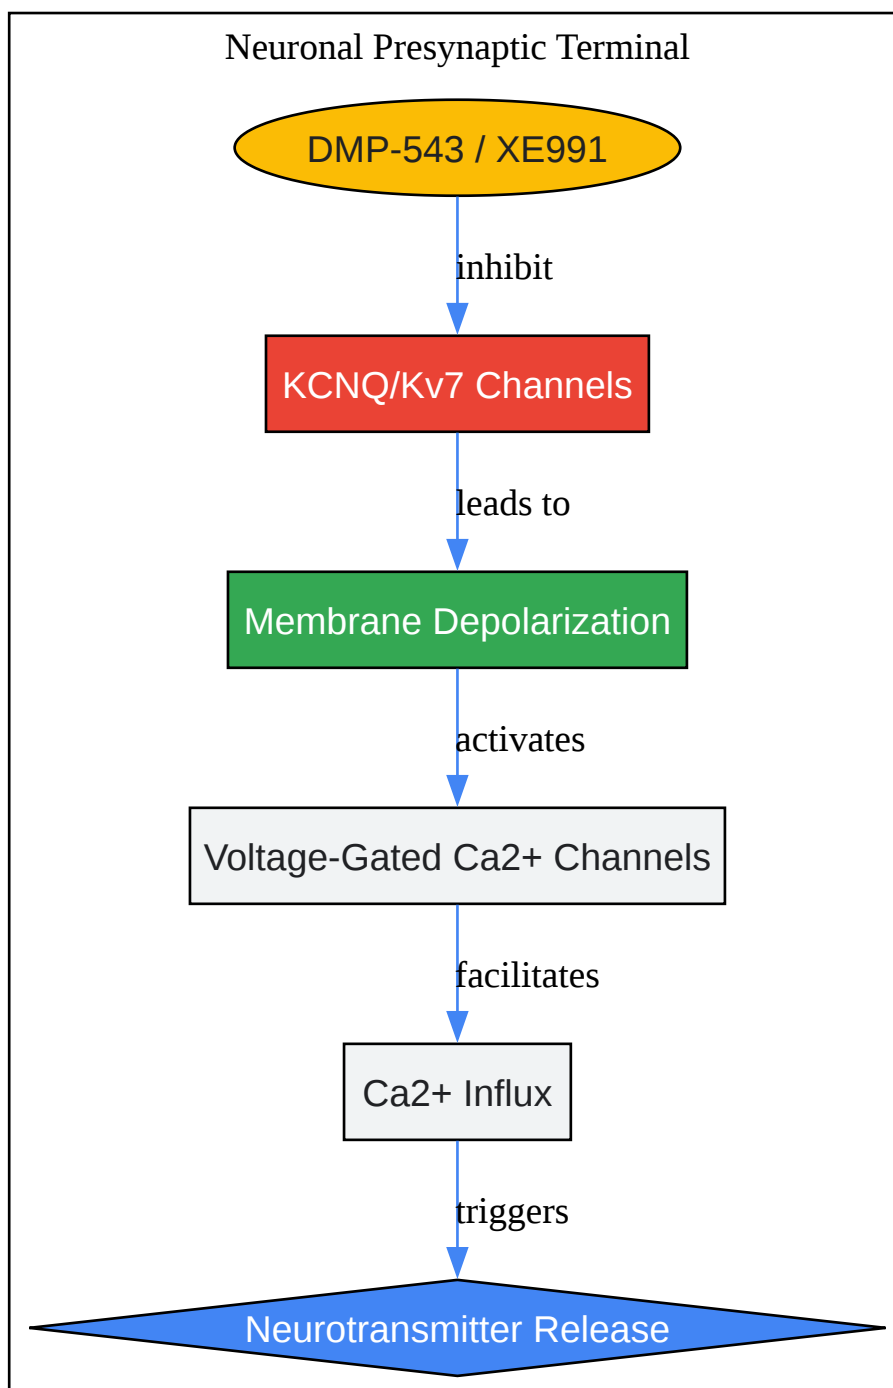 Neuronal Presynaptic Terminal
DMP-543 / XE991
inhibit
KCNQ/Kv7 Channels
leads to
Membrane Depolarization
activates
Voltage-Gated Ca2+ Channels
facilitates
Ca2+ Influx
triggers
Neurotransmitter Release